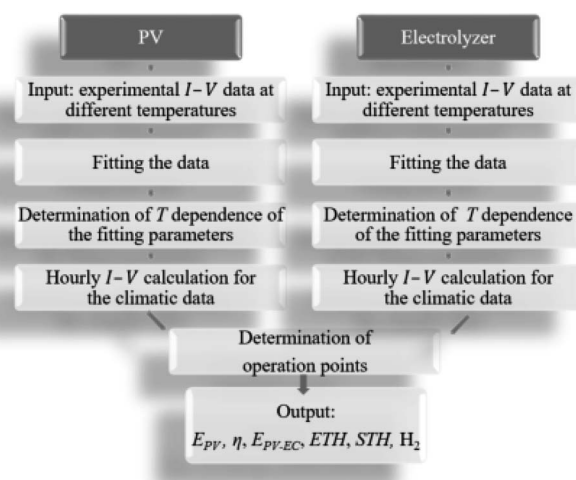 PV
Input: experimental I–V data at
different temperatures
Fitting the data
Determination of T dependence of
the fitting parameters
Hourly I–V calculation for
the climatic data
Electrolyzer
Input: experimental I–V data at
different temperatures
Fitting the data
Determination of T dependence
of the fitting parameters
Hourly I–V calculation for
the climatic data
Determination of
operation points
Output:
E_PV, η, E_PV-EC, ETH, STH, H₂